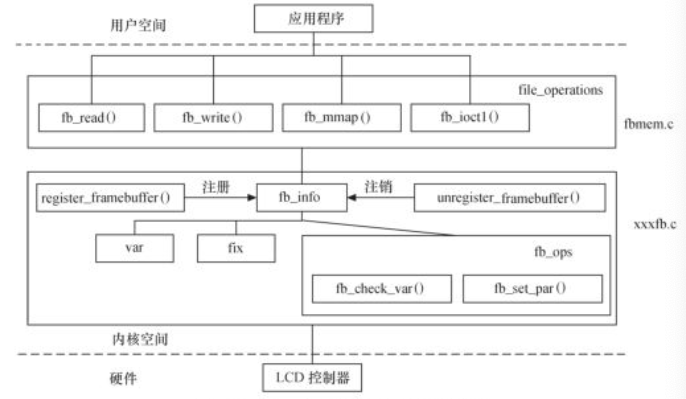 用户空间
应用程序
file_operations
fb_read()
fb_write()
fb_mmap()
fb_ioct1()
fbmem.c
register_framebuffer()
注册
fb_info
注销
unregister_framebuffer()
xxxfb.c
var
fix
fb_ops
fb_check_var()
fb_set_par()
内核空间
硬件
LCD 控制器